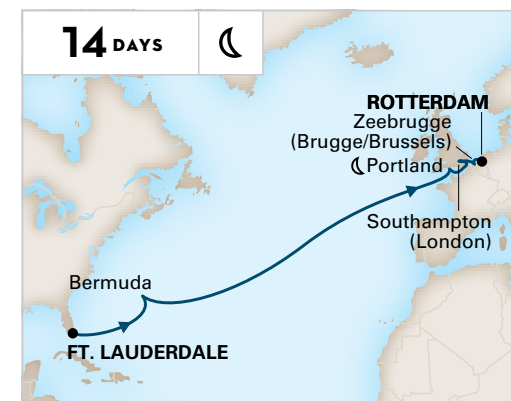 14 DAYS
ROTTERDAM
Zeebrugge
(Brugge/Brussels)
Portland
Southampton
(London)
Bermuda
FT. LAUDERDALE